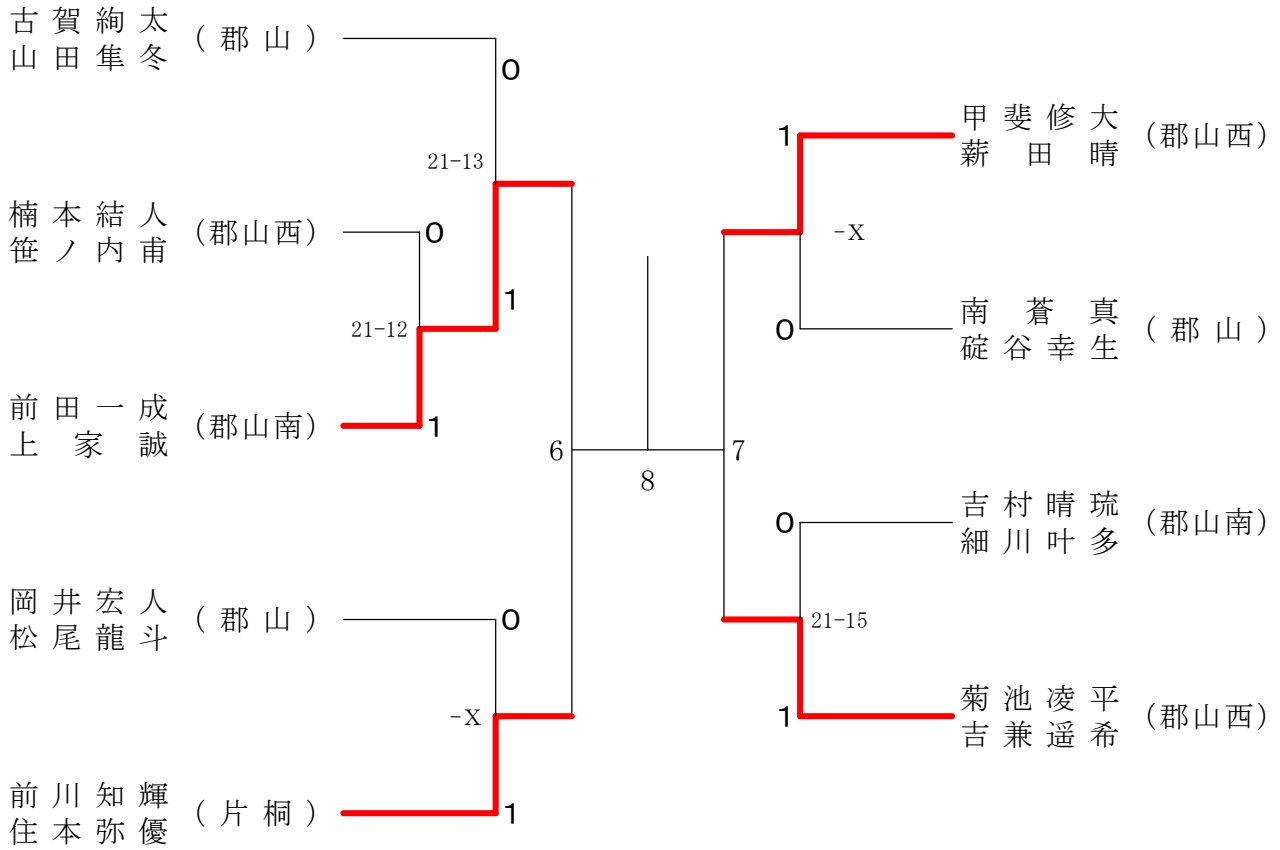 古賀絢太
山田隼冬
(郡山)
0
21-13
楠本結人
笹ノ内甫
(郡山西)
0
1
21-12
前田一成
上家誠
(郡山南)
1
6
岡井宏人
松尾龍斗
(郡山)
0
-X
前川知輝
住本弥優
(片桐)
1
8
1
甲斐修大
薪田晴
(郡山西)
-X
0
南蒼真
碇谷幸生
(郡山)
7
0
吉村晴琉
細川叶多
(郡山南)
21-15
1
菊池凌平
吉兼遥希
(郡山西)